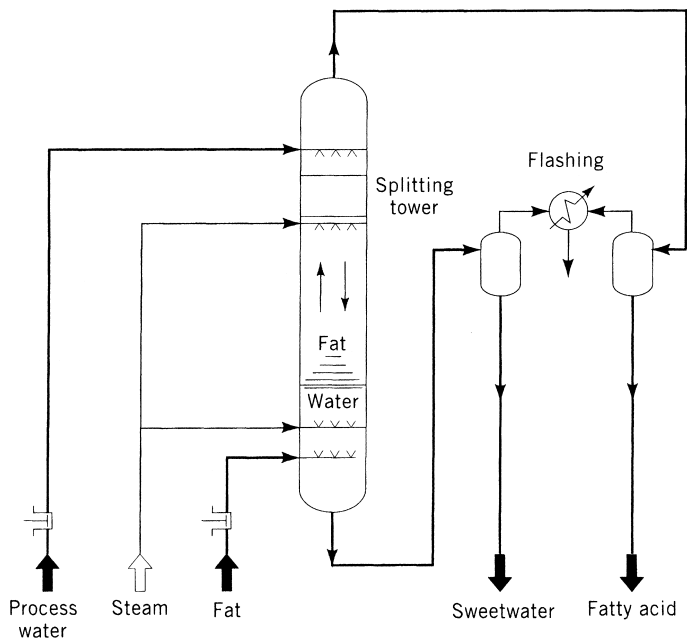 Flashing
Splitting
tower
Fat
Water
Process
water
Steam
Fat
Sweetwater
Fatty acid